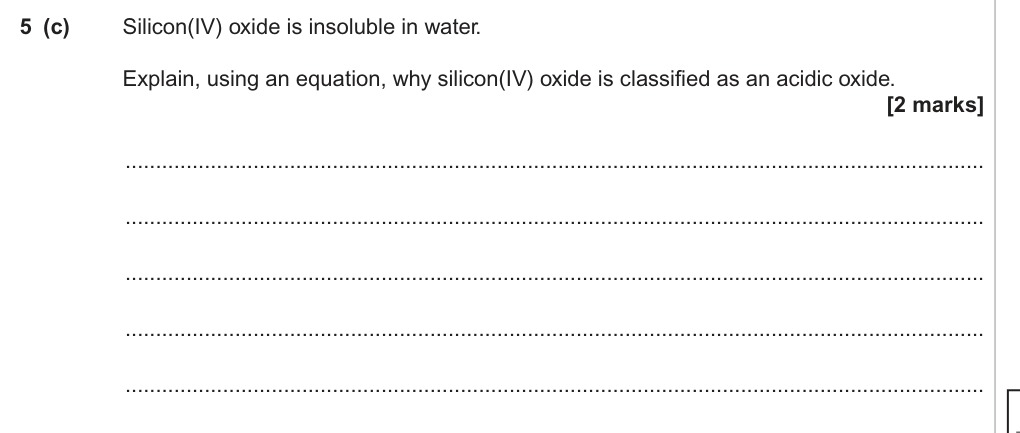 5 (c) Silicon(IV) oxide is insoluble in water.
Explain, using an equation, why silicon(IV) oxide is classified as an acidic oxide.
[2 marks]